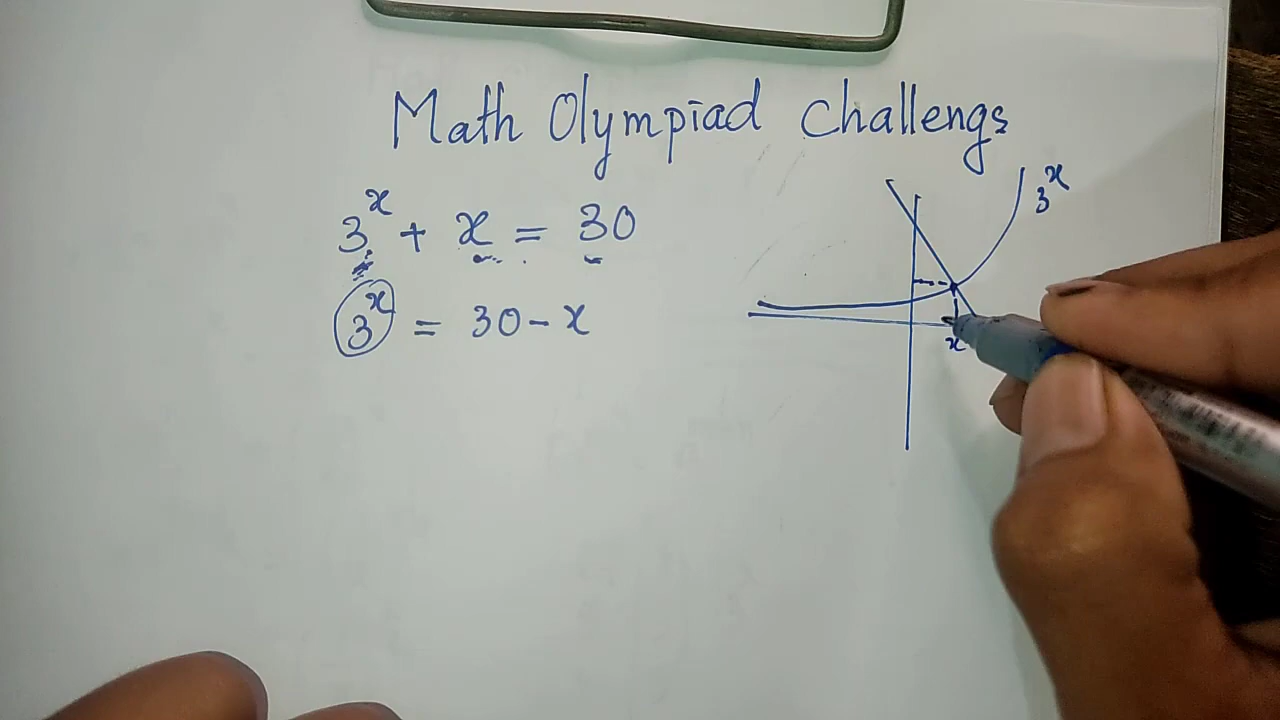 Math Olympiad Challengs
3^x + x = 30
3^x = 30 - x
3^x
x